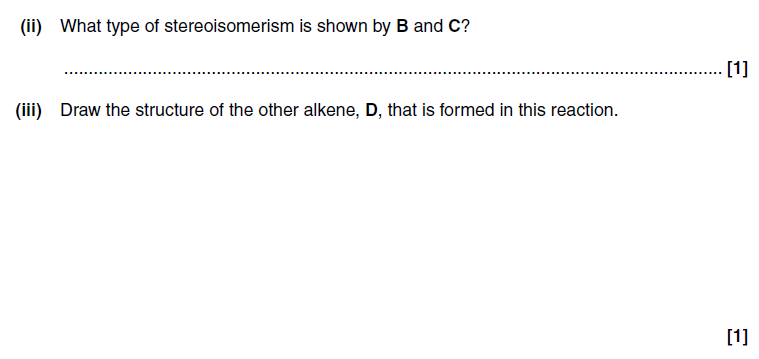 (ii) What type of stereoisomerism is shown by B and C?
.......................................................................................................................................... [1]
(iii) Draw the structure of the other alkene, D, that is formed in this reaction.
[1]